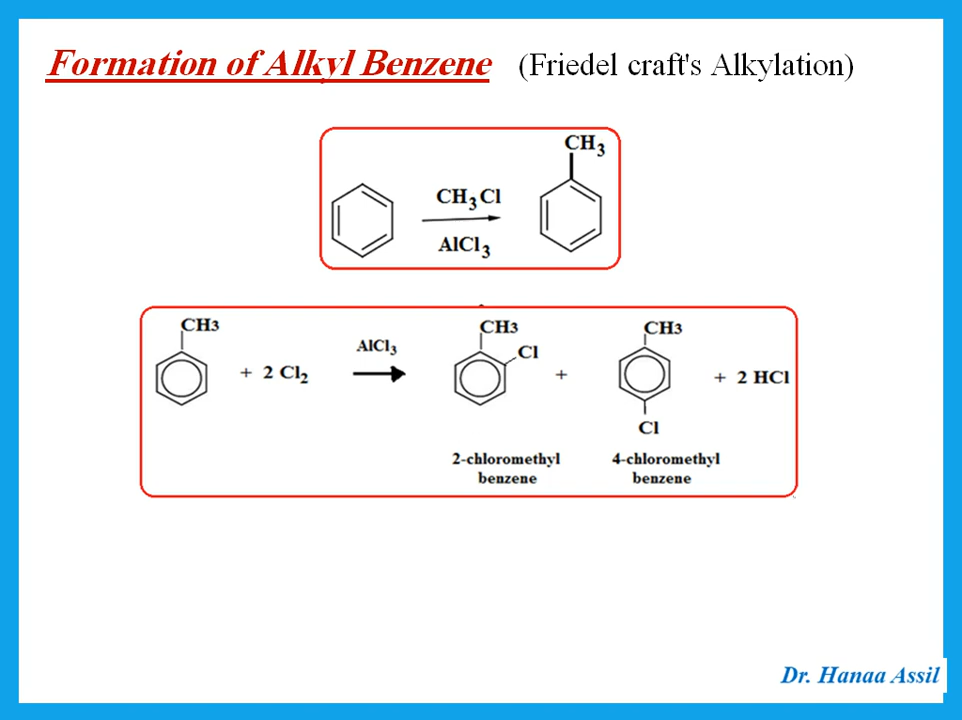 Formation of Alkyl Benzene (Friedel craft's Alkylation)
CH3
CH3Cl
AlCl3
CH3 + 2 Cl2 AlCl3 CH3 Cl + CH3 Cl + 2 HCl
2-chloromethyl benzene
4-chloromethyl benzene
Dr. Hanaa Assil